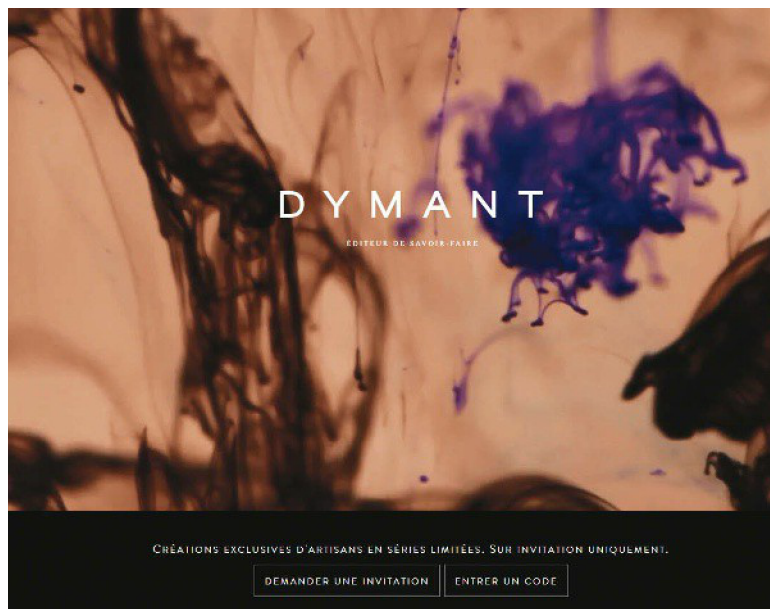 DYMANT
ÉDITEUR DE SAVOIR-FAIRE
CRÉATIONS EXCLUSIVES D'ARTISANS EN SÉRIES LIMITÉES. SUR INVITATION UNIQUEMENT.
DEMANDER UNE INVITATION ENTRER UN CODE